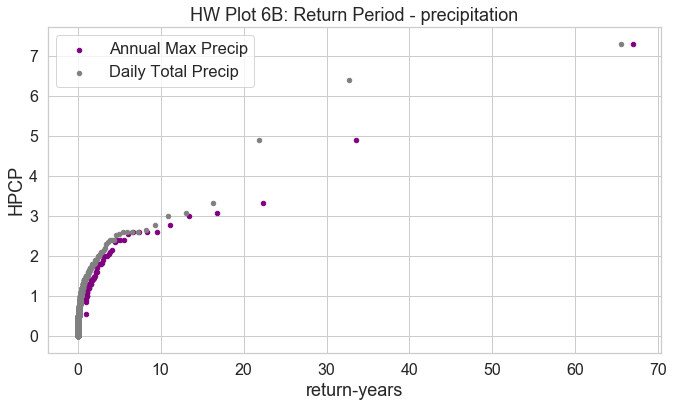 HW Plot 6B: Return Period - precipitation
Annual Max Precip
Daily Total Precip
HPCP
7
6
5
4
3
2
1
0
0 10 20 30 40 50 60 70
return-years